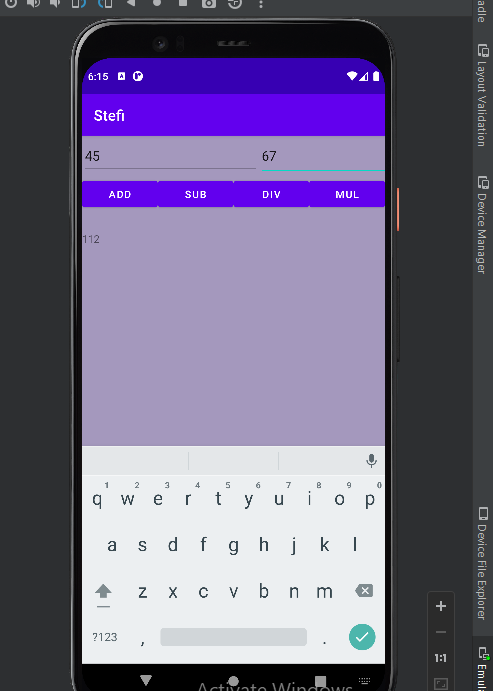 adle
Layout Validation
Device Manager
Device File Explorer
Emul
6:15
Stefi
45 67
ADD SUB DIV MUL
112
1 2 3 4 5 6 7 8 9 0
q w e r t y u i o p
a s d f g h j k l
z x c v b n m
?123 , .
1:1
Activate Windows